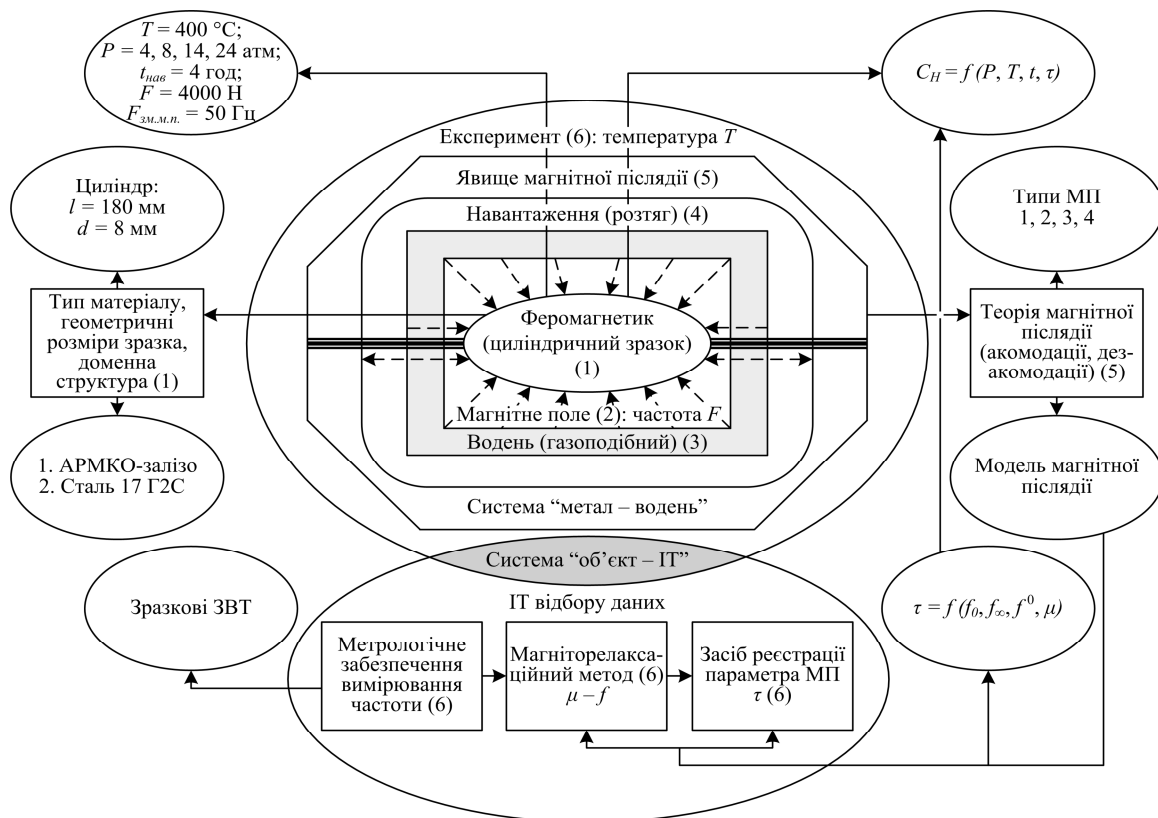 T = 400 °C;
P = 4, 8, 14, 24 атм;
tнав = 4 год;
F = 4000 Н
Fзм.м.п. = 50 Гц
CH = f (P, T, t, τ)
Експеримент (6): температура T
Явище магнітної післядії (5)
Навантаження (розтяг) (4)
Циліндр:
l = 180 мм
d = 8 мм
Типи МП
1, 2, 3, 4
Тип матеріалу,
геометричні
розміри зразка,
доменна
структура (1)
Феромагнетик
(циліндричний зразок)
(1)
Теорія магнітної
післядії
(акомодації, дез-
акомодації) (5)
Магнітне поле (2): частота F
Водень (газоподібний) (3)
1. АРМКО-залізо
2. Сталь 17 Г2С
Модель магнітної
післядії
Система “метал – водень”
Система “об’єкт – ІТ”
Зразкові ЗВТ
ІТ відбору даних
τ = f (f0, f∞, f 0, μ)
Метрологічне
забезпечення
вимірювання
частоти (6)
Магніторелакса-
ційний метод (6)
μ – f
Засіб реєстрації
параметра МП
τ (6)